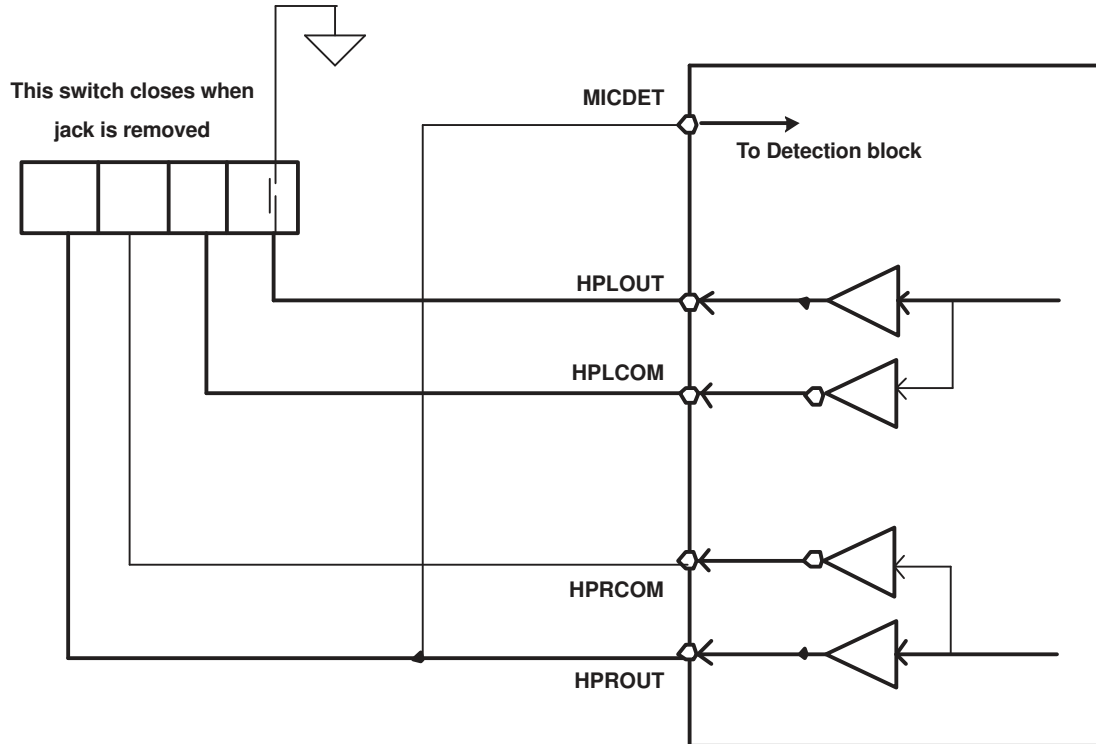 This switch closes when
jack is removed
MICDET
To Detection block
HPLOUT
HPLCOM
HPRCOM
HPROUT